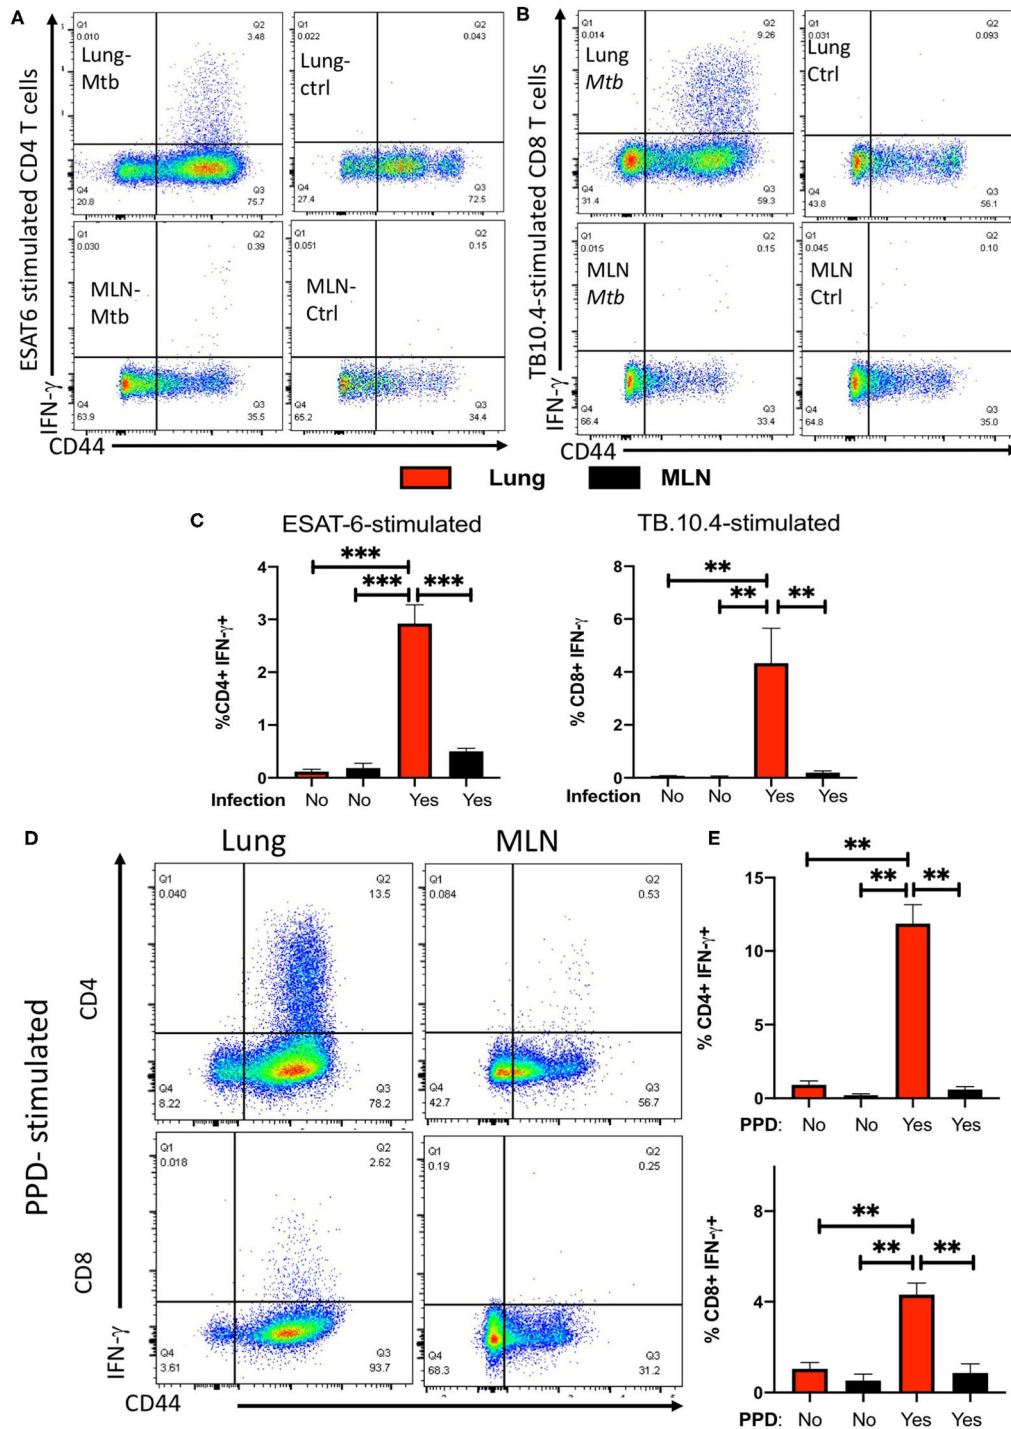 A
ESAT6 stimulated CD4 T cells
IFN-γ
Q1
0.010
Q2
3.48
Lung-
Mtb
Q4
20.8
Q3
75.7
Q1
0.022
Q2
0.043
Lung-
ctrl
Q4
27.4
Q3
72.5
Q1
0.030
Q2
0.39
MLN-
Mtb
Q4
63.9
Q3
35.5
Q1
0.051
Q2
0.15
MLN-
Ctrl
Q4
65.2
Q3
34.4
CD44
B
TB10.4-stimulated CD8 T cells
IFN-γ
Q1
0.014
Q2
9.26
Lung
Mtb
Q4
31.4
Q3
59.3
Q1
0.031
Q2
0.093
Lung
Ctrl
Q4
43.8
Q3
56.1
Q1
0.015
Q2
0.15
MLN
Mtb
Q4
66.4
Q3
33.4
Q1
0.045
Q2
0.10
MLN
Ctrl
Q4
64.8
Q3
35.0
CD44
Lung MLN
C
ESAT-6-stimulated
%CD4+ IFN-γ+
4
3
2
1
0
***
*** ***
Infection No No Yes Yes
TB.10.4-stimulated
% CD8+ IFN-γ
8
6
4
2
0
**
** **
Infection No No Yes Yes
D
Lung MLN
PPD- stimulated
CD4
CD8
IFN-γ
Q1
0.040
Q2
13.5
Q4
8.22
Q3
78.2
Q1
0.084
Q2
0.53
Q4
42.7
Q3
56.7
Q1
0.018
Q2
2.62
Q4
3.61
Q3
93.7
Q1
0.19
Q2
0.25
Q4
68.3
Q3
31.2
CD44
E
% CD4+ IFN-γ+
15
10
5
0
**
** **
PPD: No No Yes Yes
% CD8+ IFN-γ+
8
4
0
**
** **
PPD: No No Yes Yes